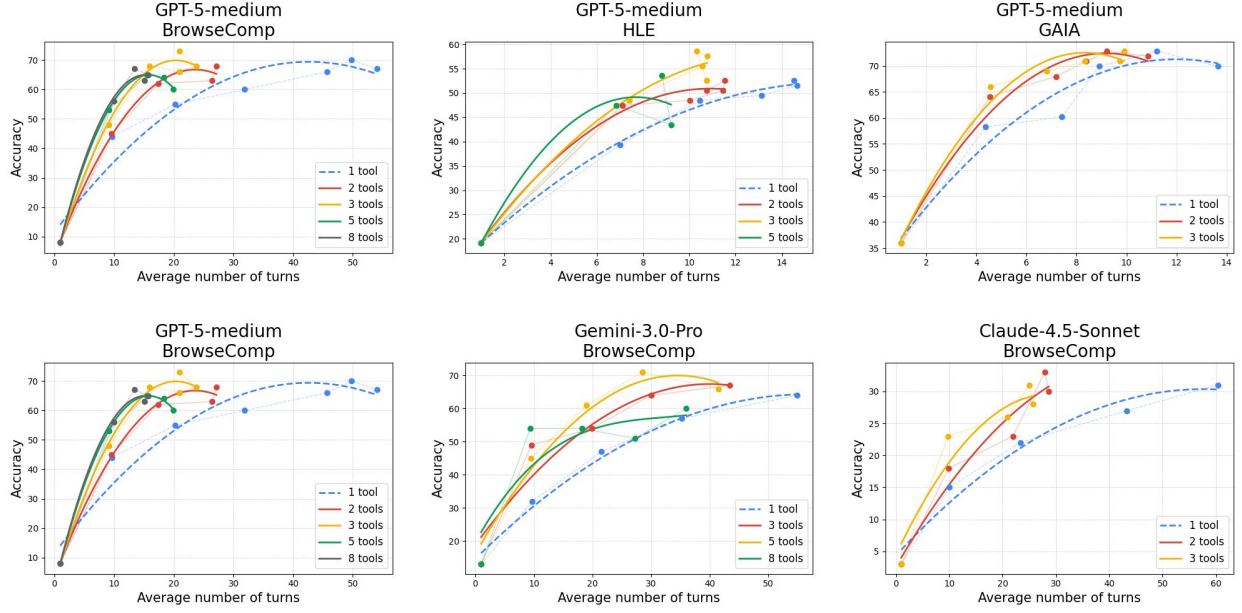 GPT-5-medium
BrowseComp
Accuracy
70
60
50
40
30
20
10
0
10
20
30
40
50
Average number of turns
1 tool
2 tools
3 tools
5 tools
8 tools
GPT-5-medium
HLE
Accuracy
60
55
50
45
40
35
30
25
20
2
4
6
8
10
12
14
Average number of turns
1 tool
2 tools
3 tools
5 tools
GPT-5-medium
GAIA
Accuracy
75
70
65
60
55
50
45
40
35
2
4
6
8
10
12
14
Average number of turns
1 tool
2 tools
3 tools
GPT-5-medium
BrowseComp
Accuracy
70
60
50
40
30
20
10
0
10
20
30
40
50
Average number of turns
1 tool
2 tools
3 tools
5 tools
8 tools
Gemini-3.0-Pro
BrowseComp
Accuracy
70
60
50
40
30
20
0
10
20
30
40
50
Average number of turns
1 tool
3 tools
5 tools
8 tools
Claude-4.5-Sonnet
BrowseComp
Accuracy
30
25
20
15
10
5
0
10
20
30
40
50
60
Average number of turns
1 tool
2 tools
3 tools